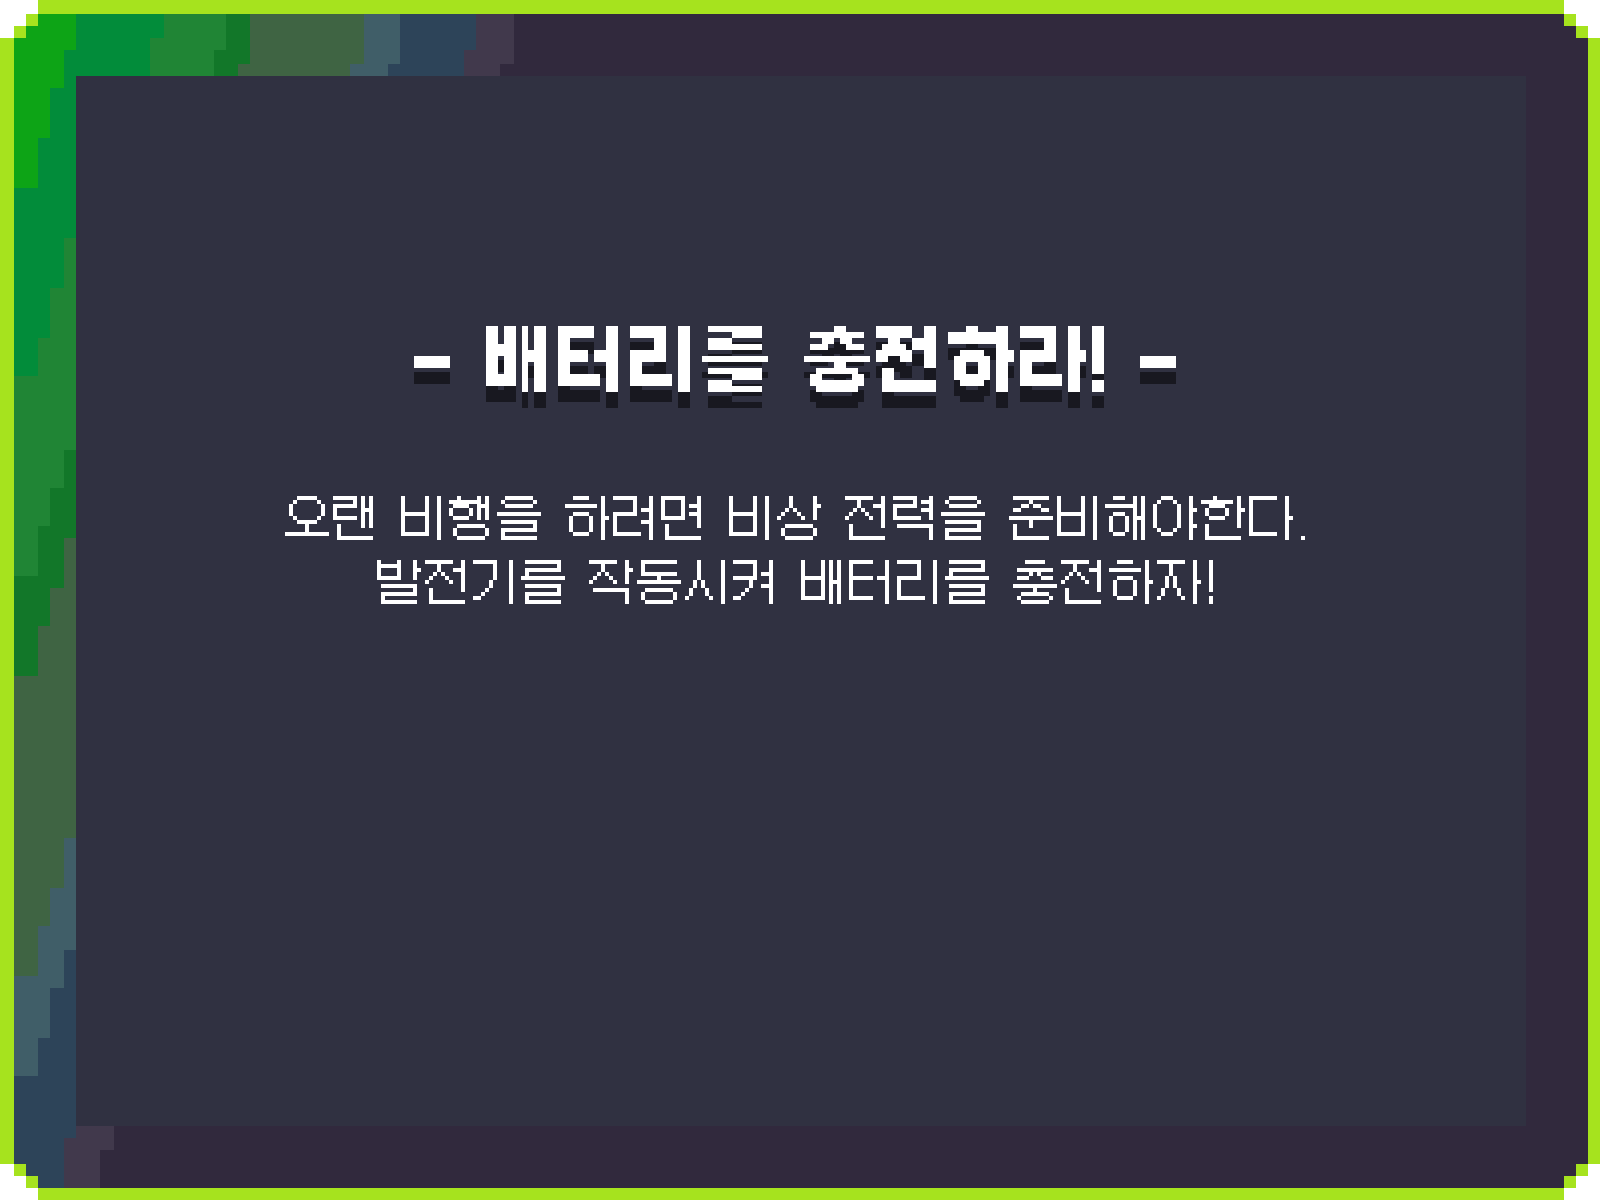 - 배터리를 충전하라! -
오랜 비행을 하려면 비상 전력을 준비해야한다.
발전기를 작동시켜 배터리를 충전하자!